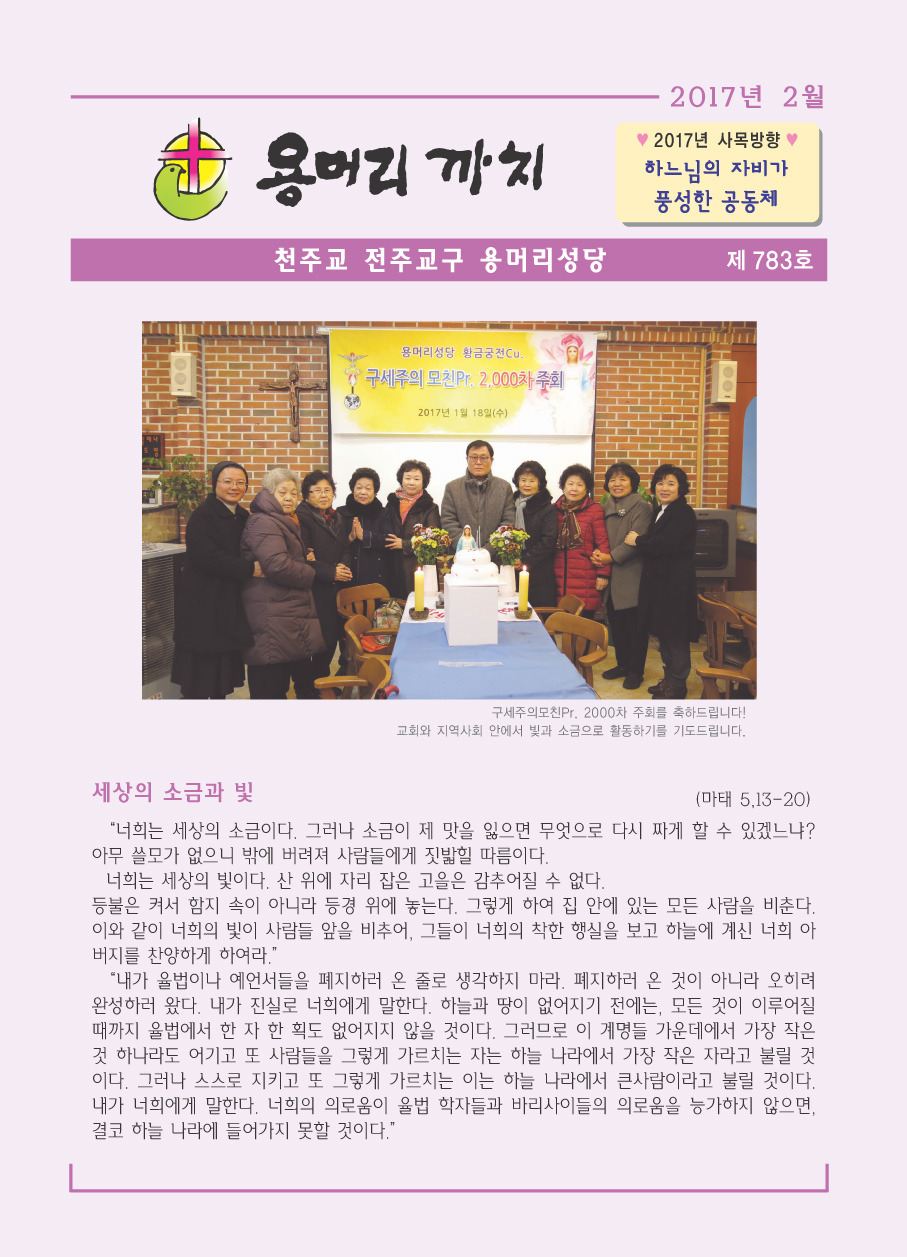 2017년 2월
용머리 까치
♥ 2017년 사목방향 ♥
하느님의 자비가
풍성한 공동체
천주교 전주교구 용머리성당
제 783호
용머리성당 황금궁전Cu.
구세주의 모친Pr. 2,000차 주회
2017년 1월 18일(수)
구세주의모친Pr. 2000차 주회를 축하드립니다!
교회와 지역사회 안에서 빛과 소금으로 활동하기를 기도드립니다.
세상의 소금과 빛
(마태 5,13-20)
“너희는 세상의 소금이다. 그러나 소금이 제 맛을 잃으면 무엇으로 다시 짜게 할 수 있겠느냐?
아무 쓸모가 없으니 밖에 버려져 사람들에게 짓밟힐 따름이다.
너희는 세상의 빛이다. 산 위에 자리 잡은 고을은 감추어질 수 없다.
등불은 켜서 함지 속이 아니라 등경 위에 놓는다. 그렇게 하여 집 안에 있는 모든 사람을 비춘다.
이와 같이 너희의 빛이 사람들 앞을 비추어, 그들이 너희의 착한 행실을 보고 하늘에 계신 너희 아
버지를 찬양하게 하여라.”
“내가 율법이나 예언서들을 폐지하러 온 줄로 생각하지 마라. 폐지하러 온 것이 아니라 오히려
완성하러 왔다. 내가 진실로 너희에게 말한다. 하늘과 땅이 없어지기 전에는, 모든 것이 이루어질
때까지 율법에서 한 자 한 획도 없어지지 않을 것이다. 그러므로 이 계명들 가운데에서 가장 작은
것 하나라도 어기고 또 사람들을 그렇게 가르치는 자는 하늘 나라에서 가장 작은 자라고 불릴 것
이다. 그러나 스스로 지키고 또 그렇게 가르치는 이는 하늘 나라에서 큰사람이라고 불릴 것이다.
내가 너희에게 말한다. 너희의 의로움이 율법 학자들과 바리사이들의 의로움을 능가하지 않으면,
결코 하늘 나라에 들어가지 못할 것이다.”